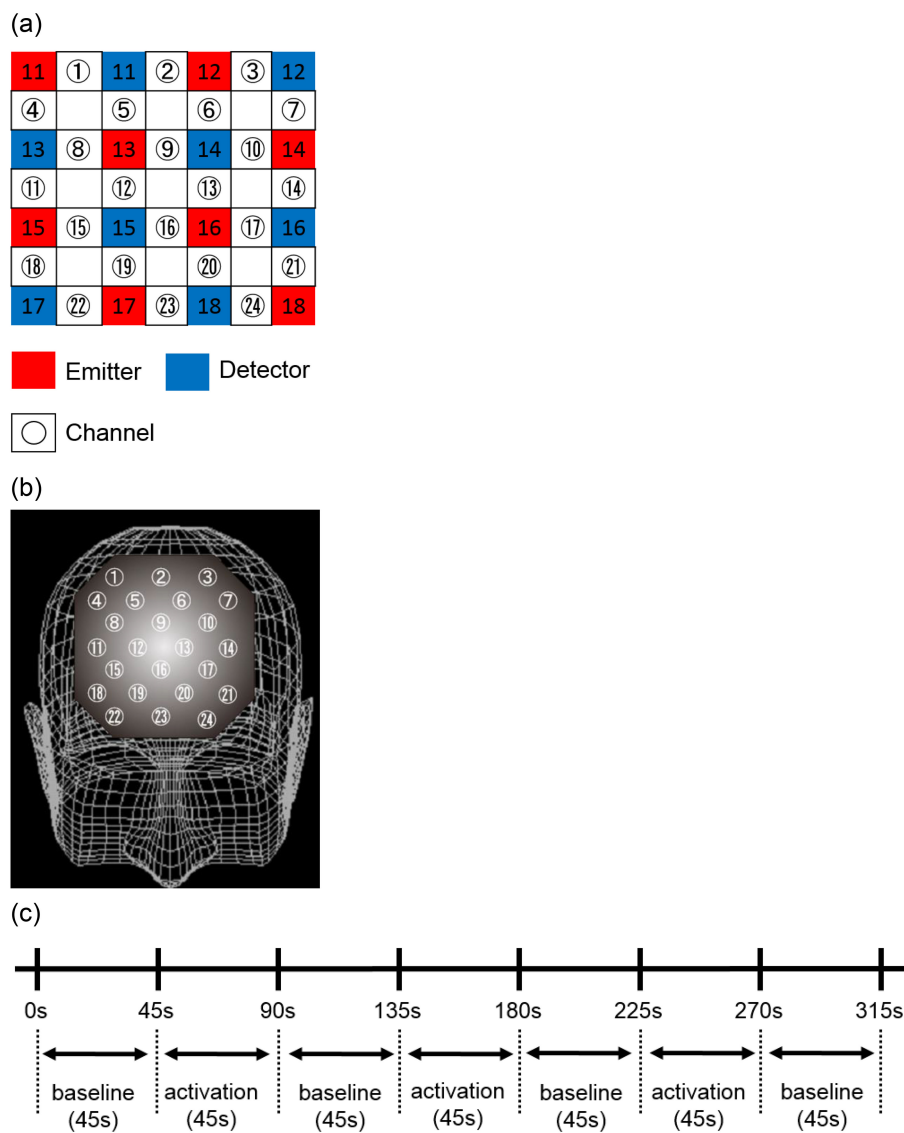 (a)
11 ① 11 ② 12 ③ 12
④ ⑤ ⑥ ⑦
13 ⑧ 13 ⑨ 14 ⑩ 14
⑪ ⑫ ⑬ ⑭
15 ⑮ 15 ⑯ 16 ⑰ 16
⑱ ⑲ ⑳ ㉑
17 ㉒ 17 ㉓ 18 ㉔ 18
Emitter Detector
Channel
(b)
① ② ③
④ ⑤ ⑥ ⑦
⑧ ⑨ ⑩
⑪ ⑫ ⑬ ⑭
⑮ ⑯ ⑰
⑱ ⑲ ⑳ ㉑
㉒ ㉓ ㉔
(c)
0s 45s 90s 135s 180s 225s 270s 315s
baseline activation baseline activation baseline activation baseline
(45s) (45s) (45s) (45s) (45s) (45s) (45s)